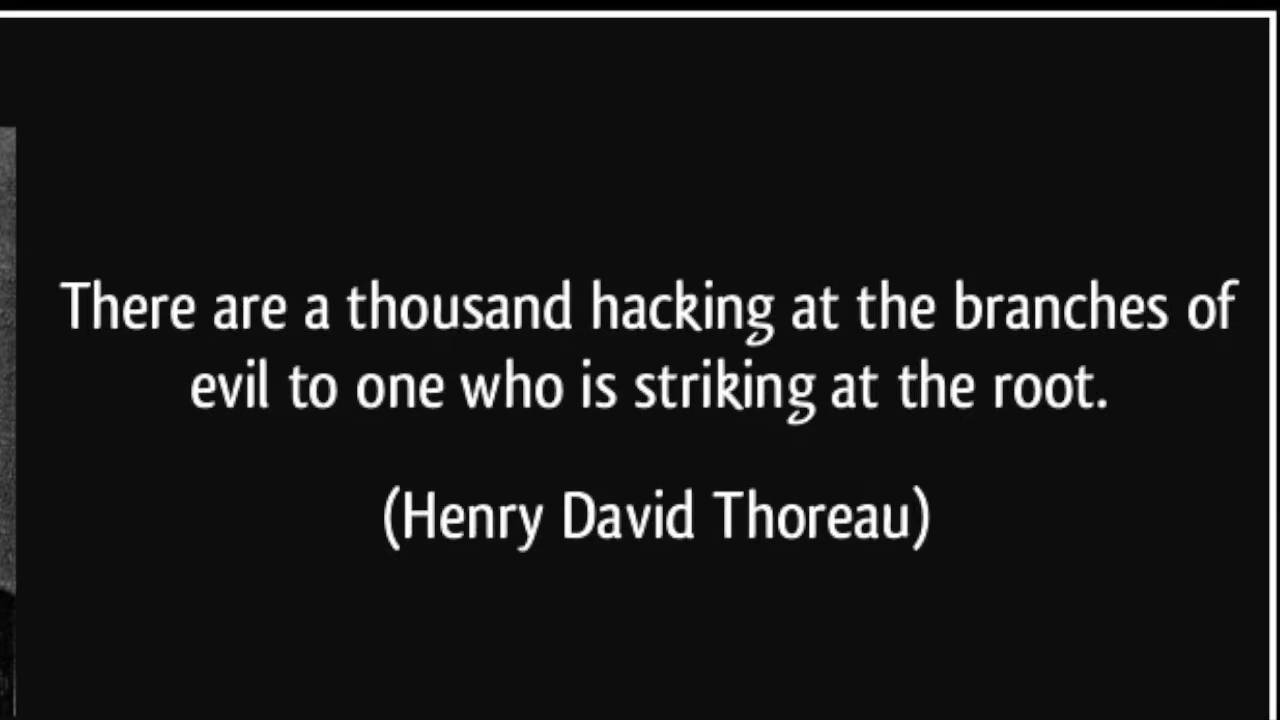 There are a thousand hacking at the branches of
evil to one who is striking at the root.
(Henry David Thoreau)